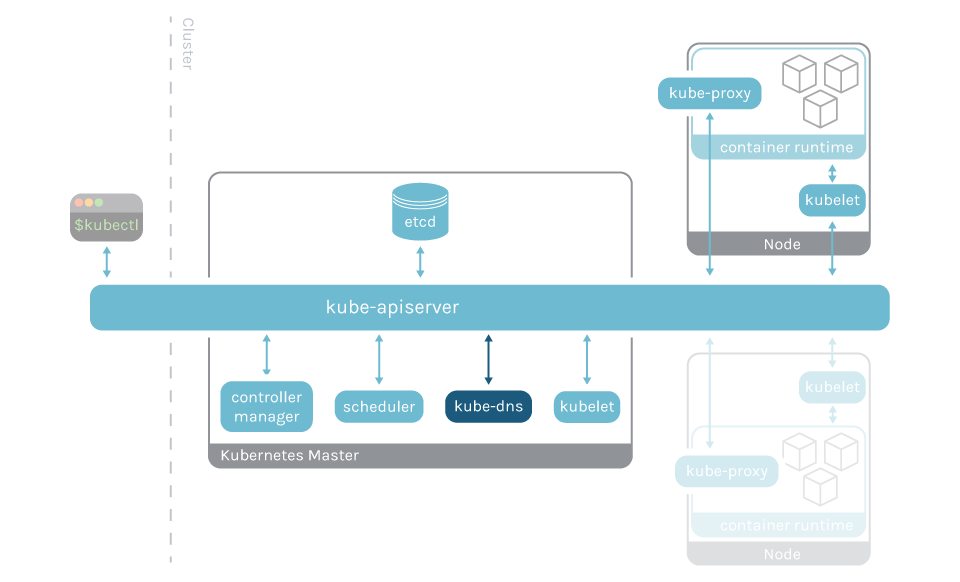 Cluster
kube-proxy
container runtime
kubelet
Node
etcd
$kubectl
kube-apiserver
controller
manager
scheduler
kube-dns
kubelet
Kubernetes Master
kubelet
kube-proxy
container runtime
Node